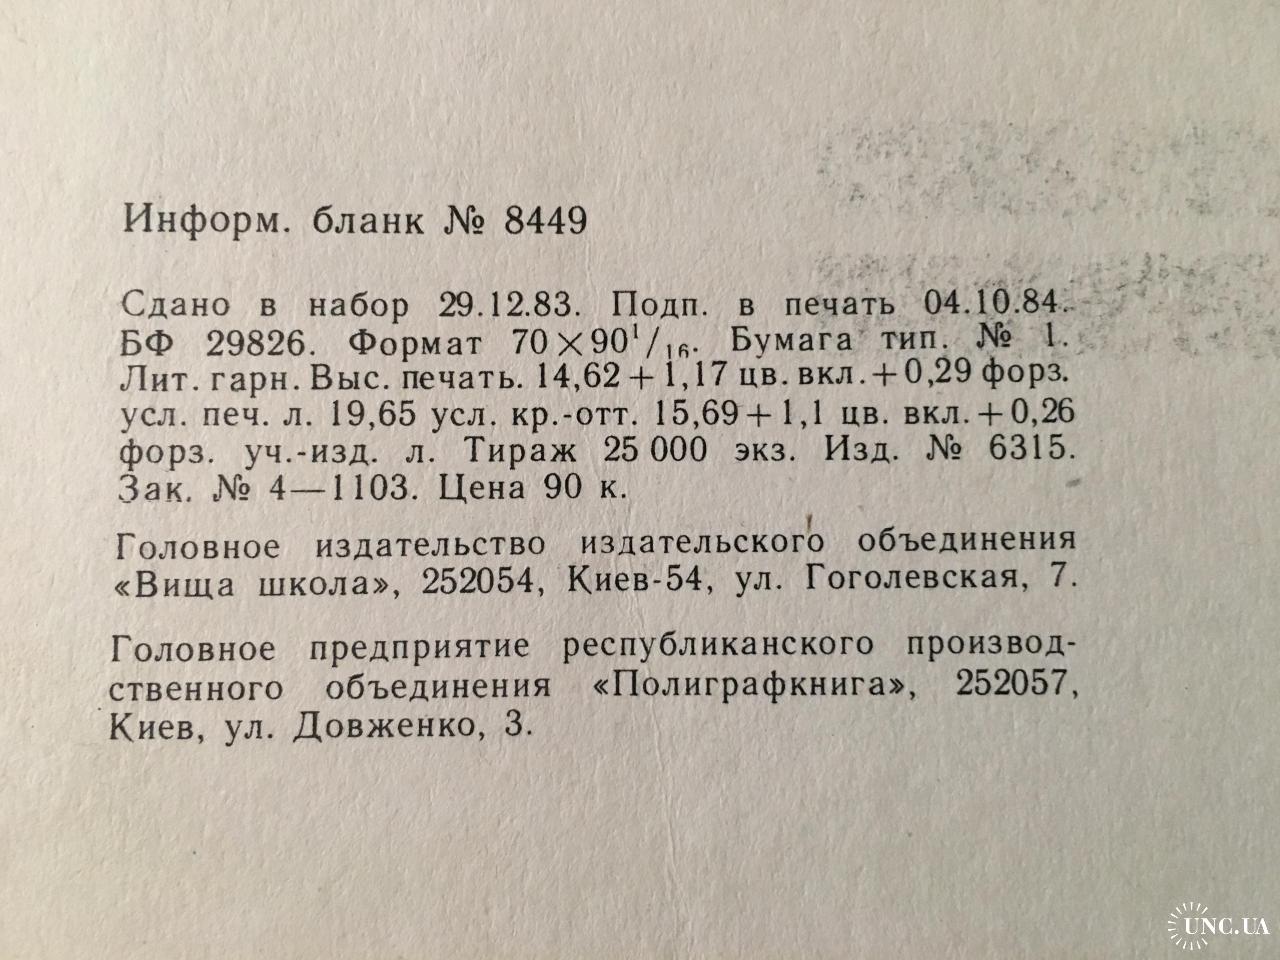 Информ. бланк № 8449
Сдано в набор 29.12.83. Подп. в печать 04.10.84.
БФ 29826. Формат 70×90¹/₁₆. Бумага тип. № 1.
Лит. гарн. Выс. печать. 14,62+1,17 цв. вкл.+0,29 форз.
усл. печ. л. 19,65 усл. кр.-отт. 15,69+1,1 цв. вкл.+0,26
форз. уч.-изд. л. Тираж 25 000 экз. Изд. № 6315.
Зак. № 4—1103. Цена 90 к.
Головное издательство издательского объединения
«Вища школа», 252054, Киев-54, ул. Гоголевская, 7.
Головное предприятие республиканского производ-
ственного объединения «Полиграфкнига», 252057,
Киев, ул. Довженко, 3.
UNC.UA